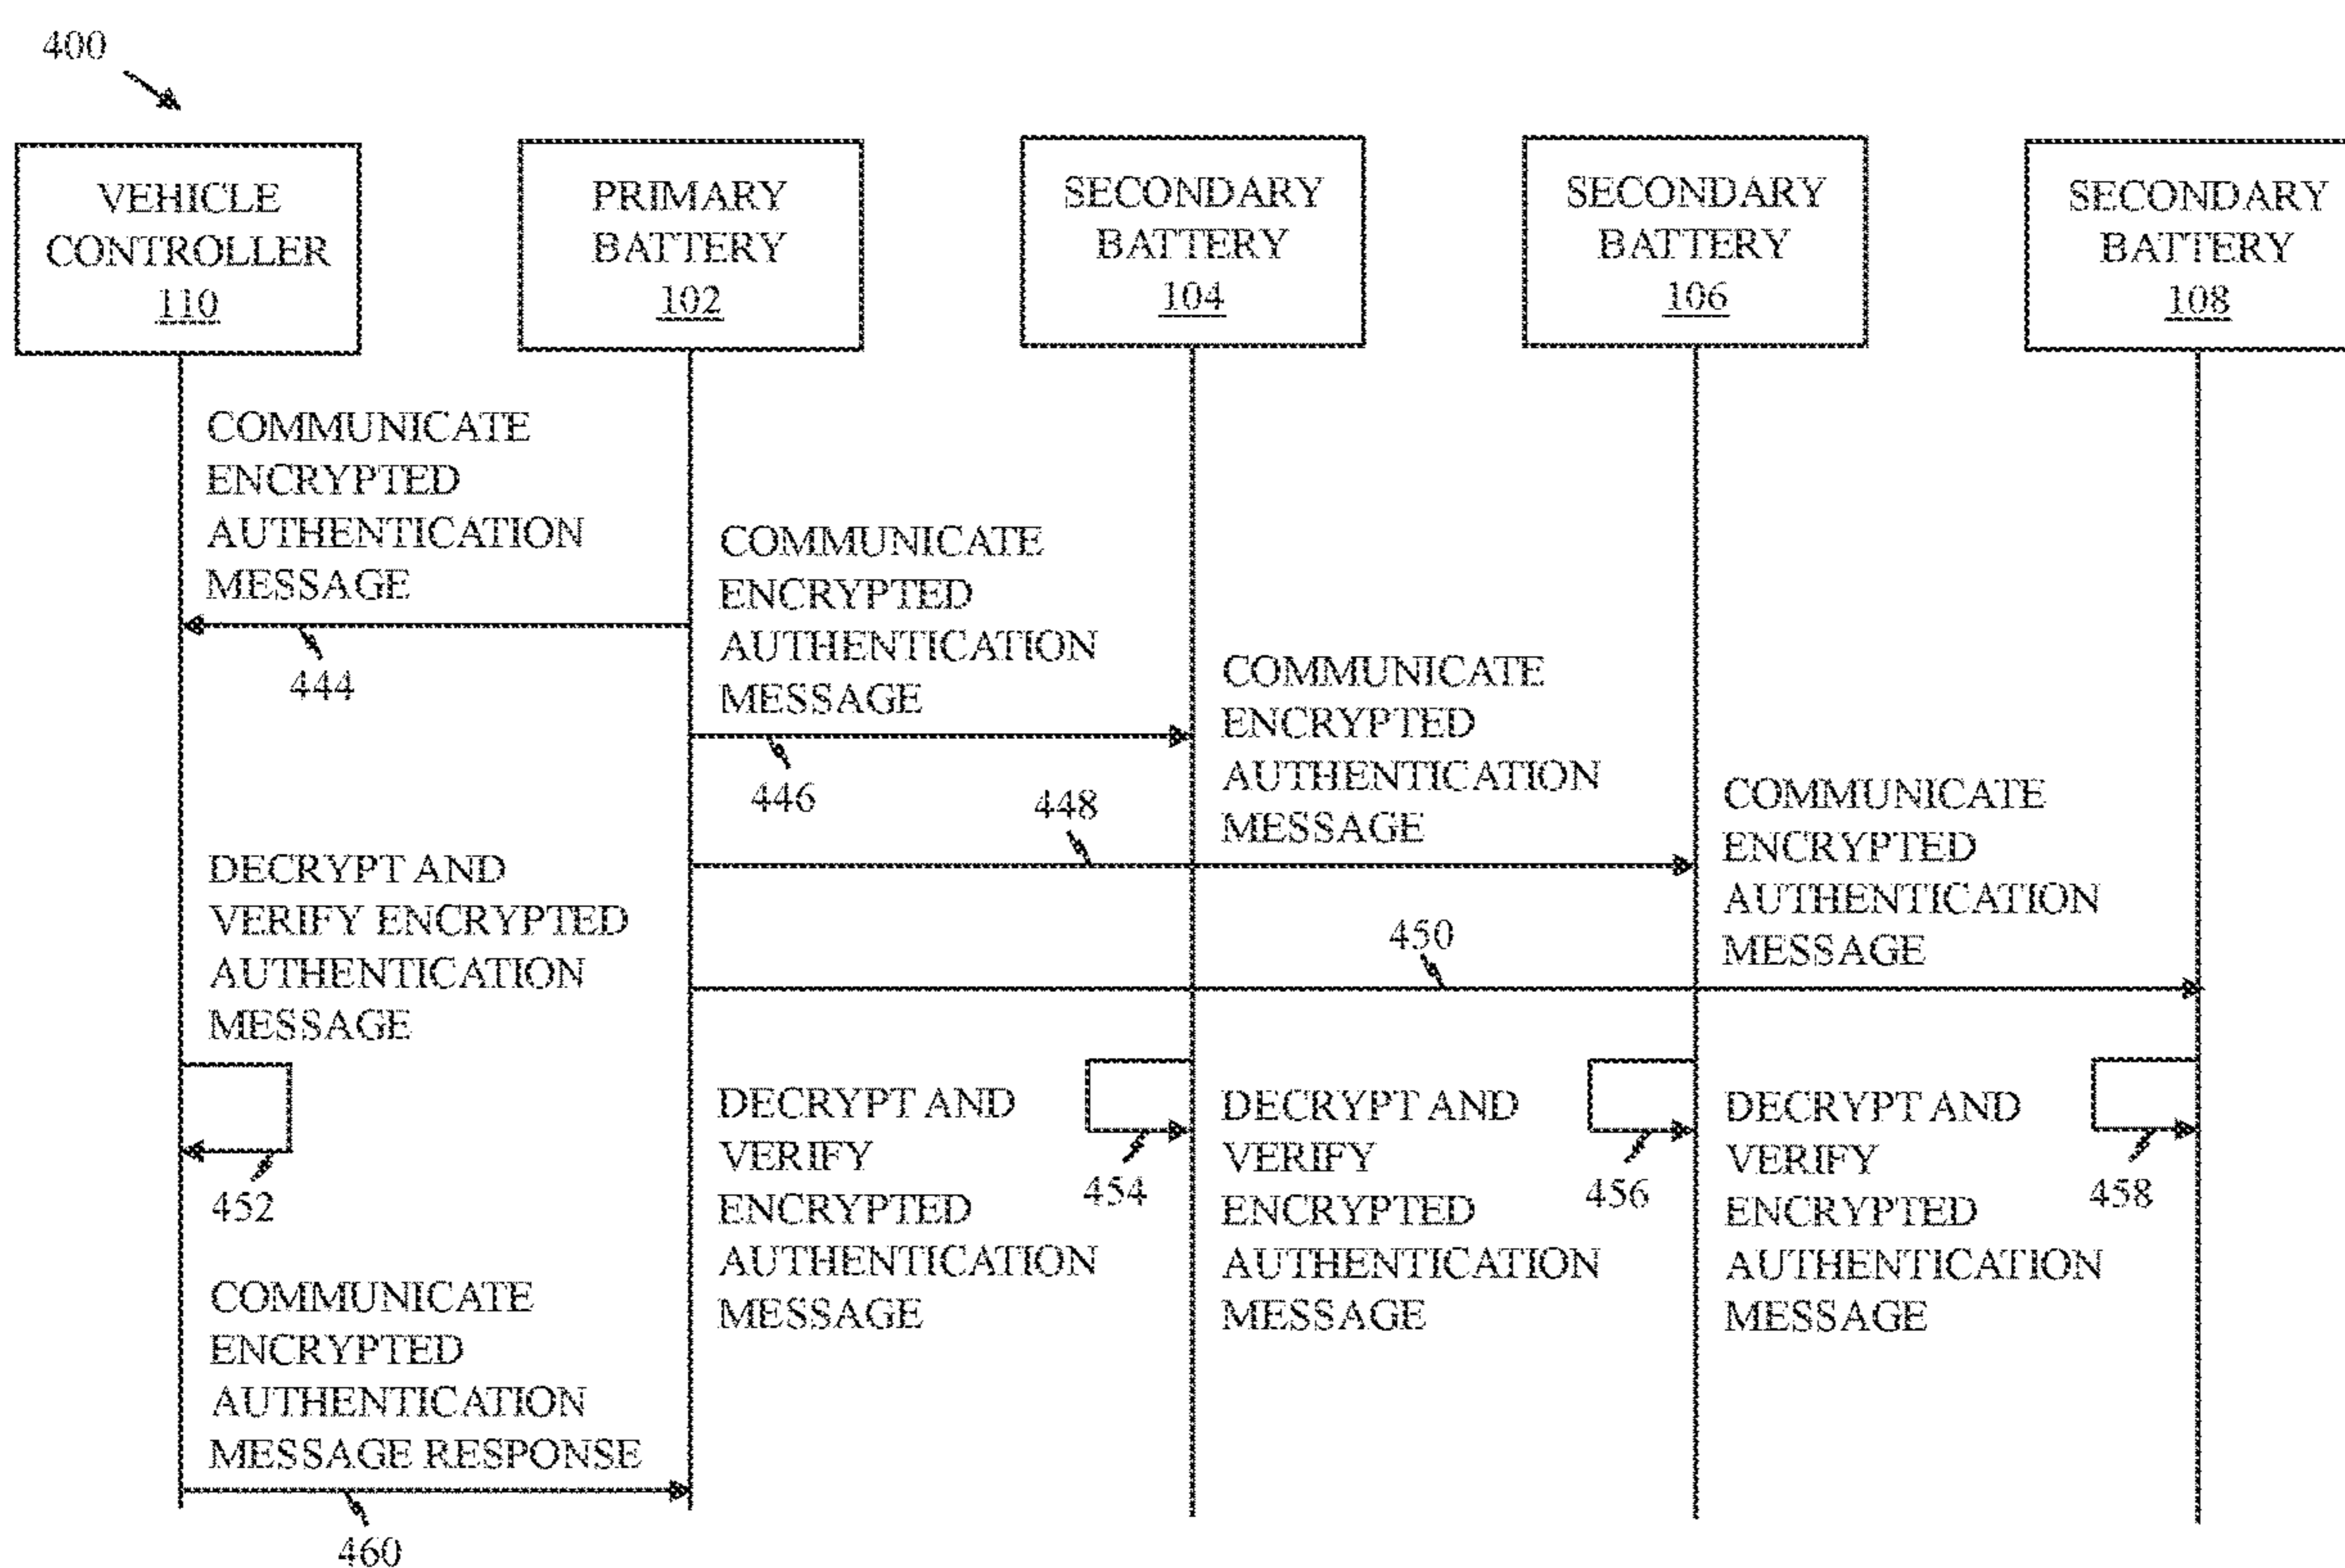 400
VEHICLE
CONTROLLER
110
PRIMARY
BATTERY
102
SECONDARY
BATTERY
104
SECONDARY
BATTERY
106
SECONDARY
BATTERY
108
COMMUNICATE
ENCRYPTED
AUTHENTICATION
MESSAGE
444
COMMUNICATE
ENCRYPTED
AUTHENTICATION
MESSAGE
446
COMMUNICATE
ENCRYPTED
AUTHENTICATION
MESSAGE
448
COMMUNICATE
ENCRYPTED
AUTHENTICATION
MESSAGE
450
DECRYPT AND
VERIFY ENCRYPTED
AUTHENTICATION
MESSAGE
452
DECRYPT AND
VERIFY
ENCRYPTED
AUTHENTICATION
MESSAGE
454
DECRYPT AND
VERIFY
ENCRYPTED
AUTHENTICATION
MESSAGE
456
DECRYPT AND
VERIFY
ENCRYPTED
AUTHENTICATION
MESSAGE
458
COMMUNICATE
ENCRYPTED
AUTHENTICATION
MESSAGE RESPONSE
460